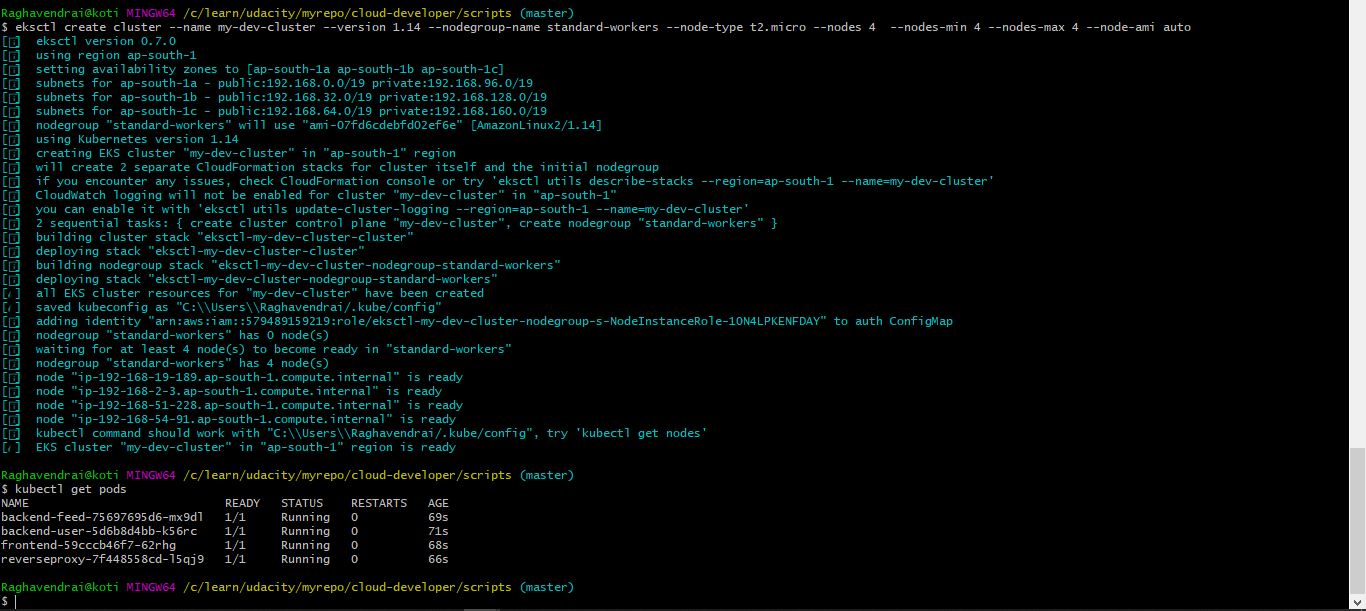 Raghavendrai@koti MINGW64 /c/learn/udacity/myrepo/cloud-developer/scripts (master)
$ eksctl create cluster --name my-dev-cluster --version 1.14 --nodegroup-name standard-workers --node-type t2.micro --nodes 4  --nodes-min 4 --nodes-max 4 --node-ami auto
[ℹ]  eksctl version 0.7.0
[ℹ]  using region ap-south-1
[ℹ]  setting availability zones to [ap-south-1a ap-south-1b ap-south-1c]
[ℹ]  subnets for ap-south-1a - public:192.168.0.0/19 private:192.168.96.0/19
[ℹ]  subnets for ap-south-1b - public:192.168.32.0/19 private:192.168.128.0/19
[ℹ]  subnets for ap-south-1c - public:192.168.64.0/19 private:192.168.160.0/19
[ℹ]  nodegroup "standard-workers" will use "ami-07fd6cdebfd02ef6e" [AmazonLinux2/1.14]
[ℹ]  using Kubernetes version 1.14
[ℹ]  creating EKS cluster "my-dev-cluster" in "ap-south-1" region
[ℹ]  will create 2 separate CloudFormation stacks for cluster itself and the initial nodegroup
[ℹ]  if you encounter any issues, check CloudFormation console or try 'eksctl utils describe-stacks --region=ap-south-1 --name=my-dev-cluster'
[ℹ]  CloudWatch logging will not be enabled for cluster "my-dev-cluster" in "ap-south-1"
[ℹ]  you can enable it with 'eksctl utils update-cluster-logging --region=ap-south-1 --name=my-dev-cluster'
[ℹ]  2 sequential tasks: { create cluster control plane "my-dev-cluster", create nodegroup "standard-workers" }
[ℹ]  building cluster stack "eksctl-my-dev-cluster-cluster"
[ℹ]  deploying stack "eksctl-my-dev-cluster-cluster"
[ℹ]  building nodegroup stack "eksctl-my-dev-cluster-nodegroup-standard-workers"
[ℹ]  deploying stack "eksctl-my-dev-cluster-nodegroup-standard-workers"
[✔]  all EKS cluster resources for "my-dev-cluster" have been created
[✔]  saved kubeconfig as "C:\\Users\\Raghavendrai/.kube/config"
[ℹ]  adding identity "arn:aws:iam::579489159219:role/eksctl-my-dev-cluster-nodegroup-s-NodeInstanceRole-1ON4LPKENFDAY" to auth ConfigMap
[ℹ]  nodegroup "standard-workers" has 0 node(s)
[ℹ]  waiting for at least 4 node(s) to become ready in "standard-workers"
[ℹ]  nodegroup "standard-workers" has 4 node(s)
[ℹ]  node "ip-192-168-19-189.ap-south-1.compute.internal" is ready
[ℹ]  node "ip-192-168-2-3.ap-south-1.compute.internal" is ready
[ℹ]  node "ip-192-168-51-228.ap-south-1.compute.internal" is ready
[ℹ]  node "ip-192-168-54-91.ap-south-1.compute.internal" is ready
[ℹ]  kubectl command should work with "C:\\Users\\Raghavendrai/.kube/config", try 'kubectl get nodes'
[✔]  EKS cluster "my-dev-cluster" in "ap-south-1" region is ready
Raghavendrai@koti MINGW64 /c/learn/udacity/myrepo/cloud-developer/scripts (master)
$ kubectl get pods
NAME                            READY   STATUS    RESTARTS   AGE
backend-feed-75697695d6-mx9dl   1/1     Running   0          69s
backend-user-5d6b8d4bb-k56rc    1/1     Running   0          71s
frontend-59cccb46f7-62rhg       1/1     Running   0          68s
reverseproxy-7f448558cd-l5qj9   1/1     Running   0          66s
Raghavendrai@koti MINGW64 /c/learn/udacity/myrepo/cloud-developer/scripts (master)
$